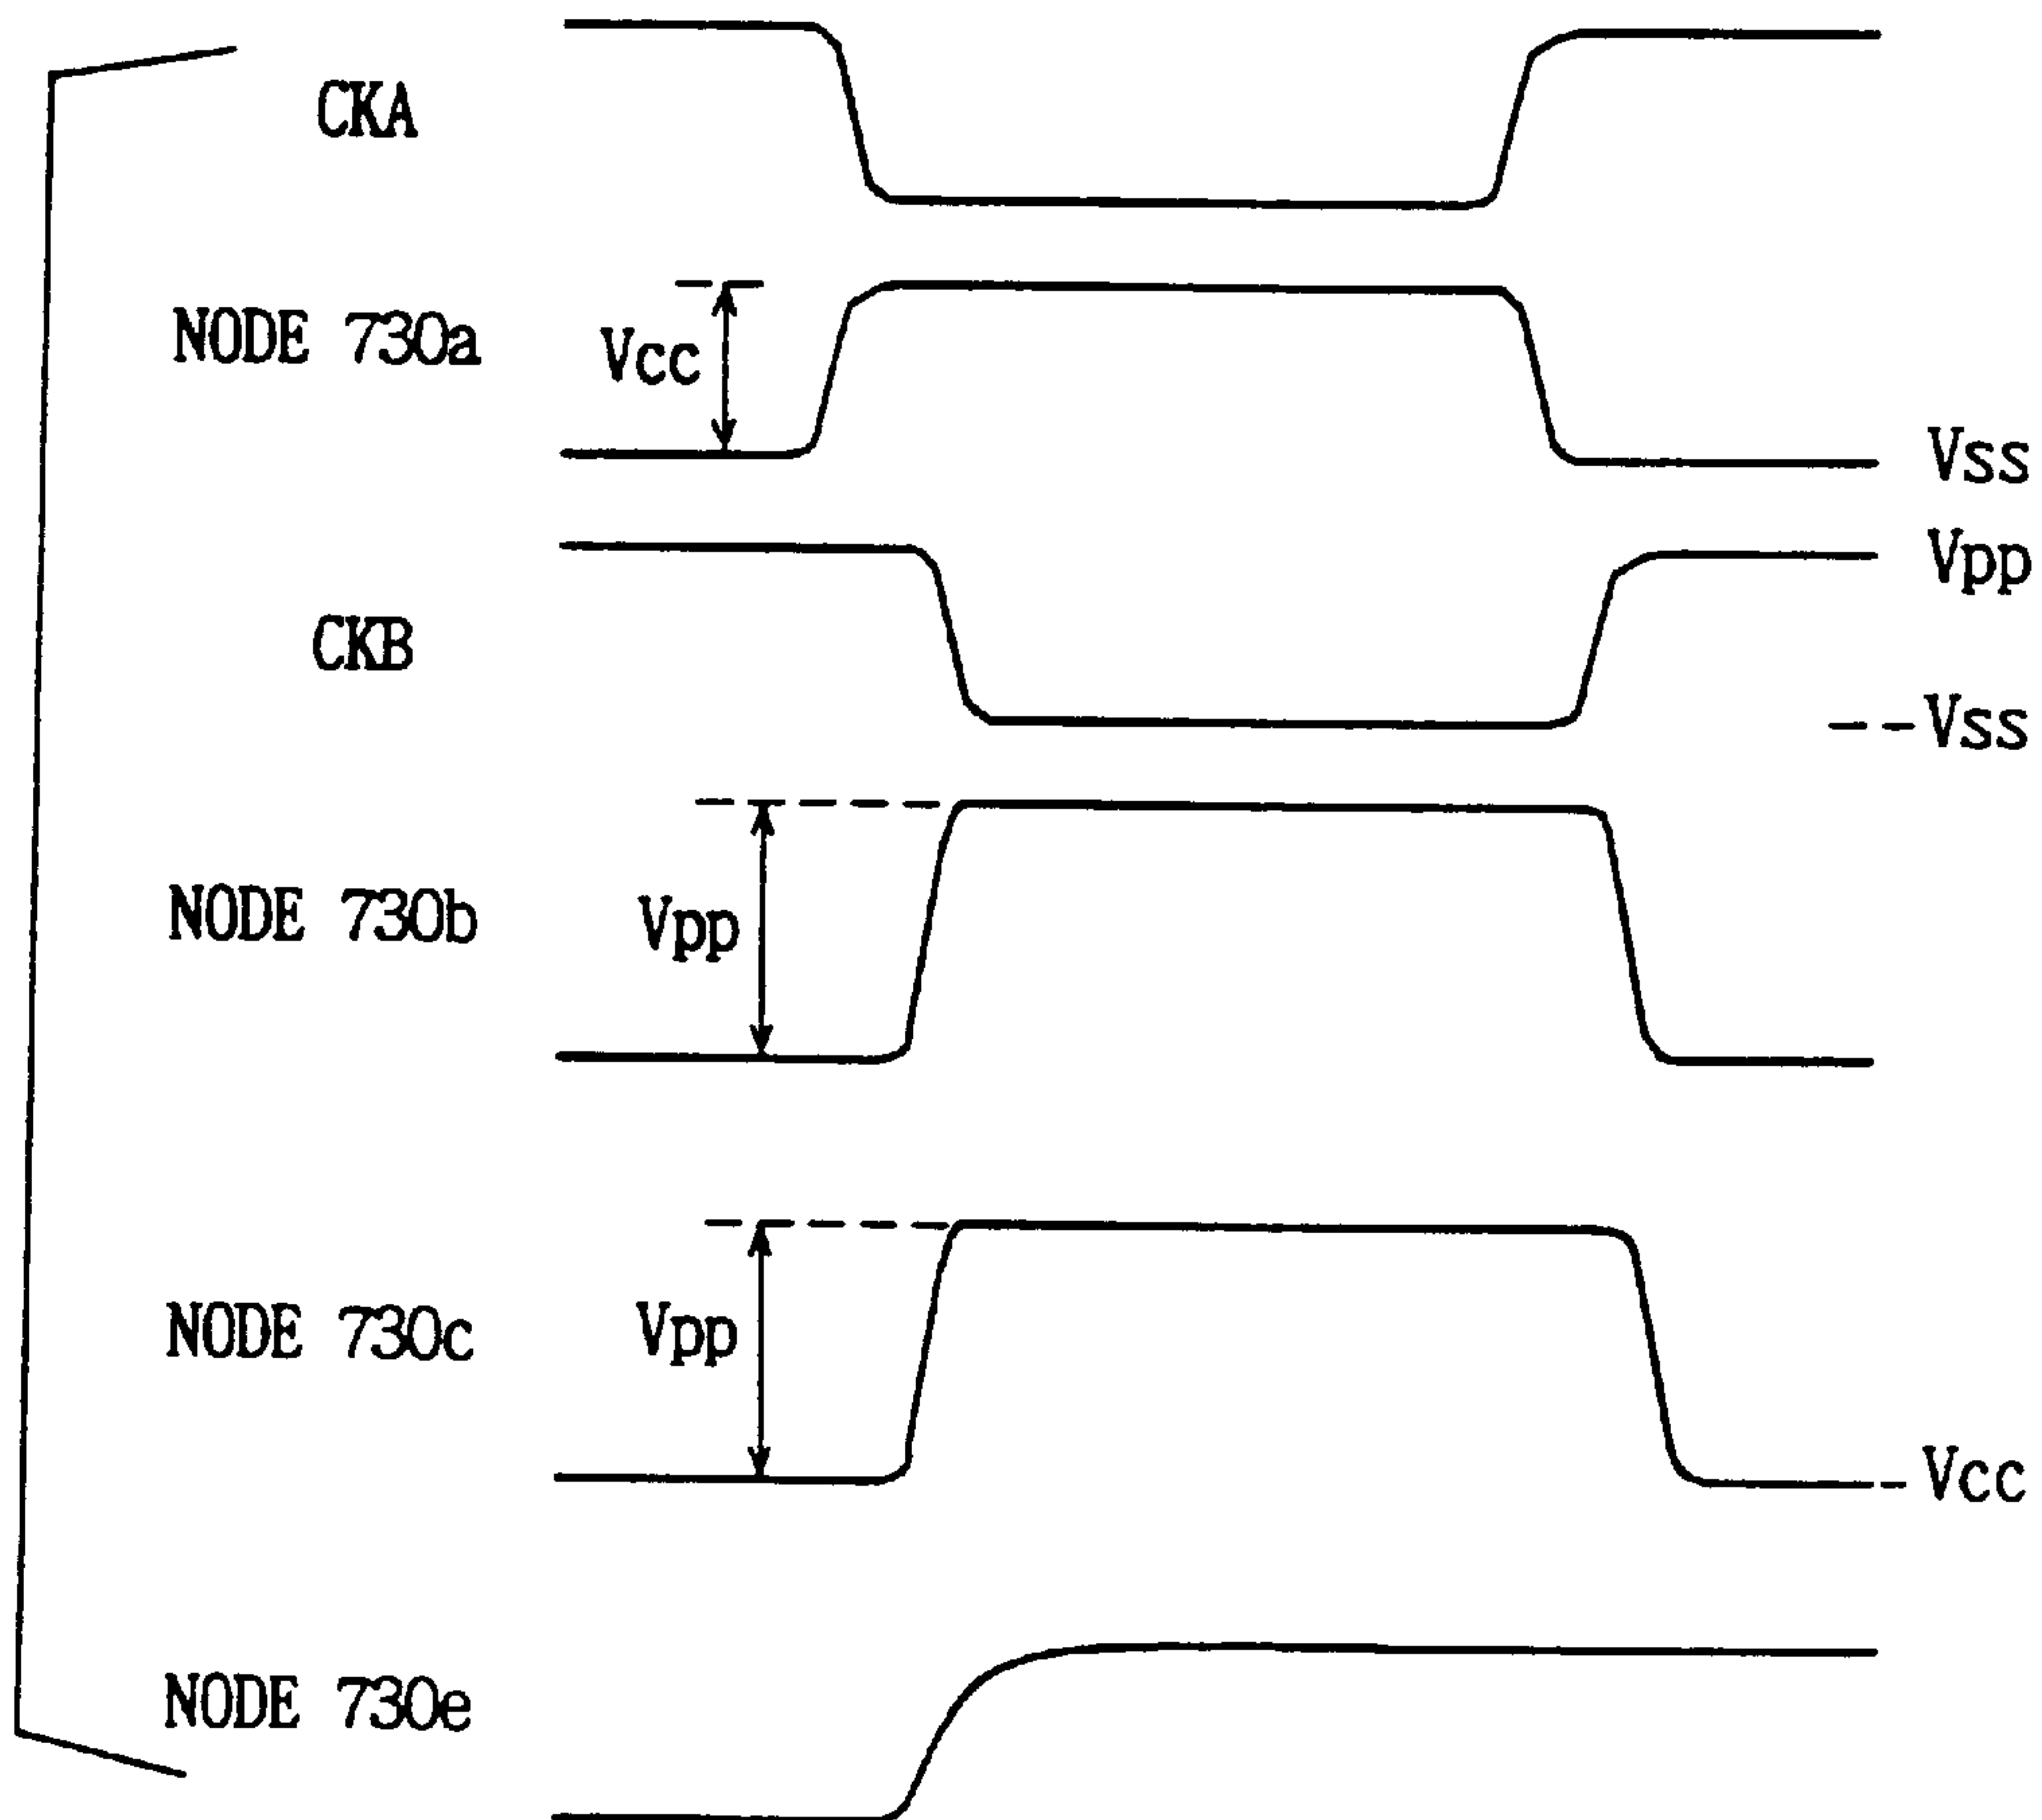 CKA
NODE 730a
Vcc
Vss
Vpp
CKB
Vss
NODE 730b
Vpp
NODE 730c
Vpp
Vcc
NODE 730e